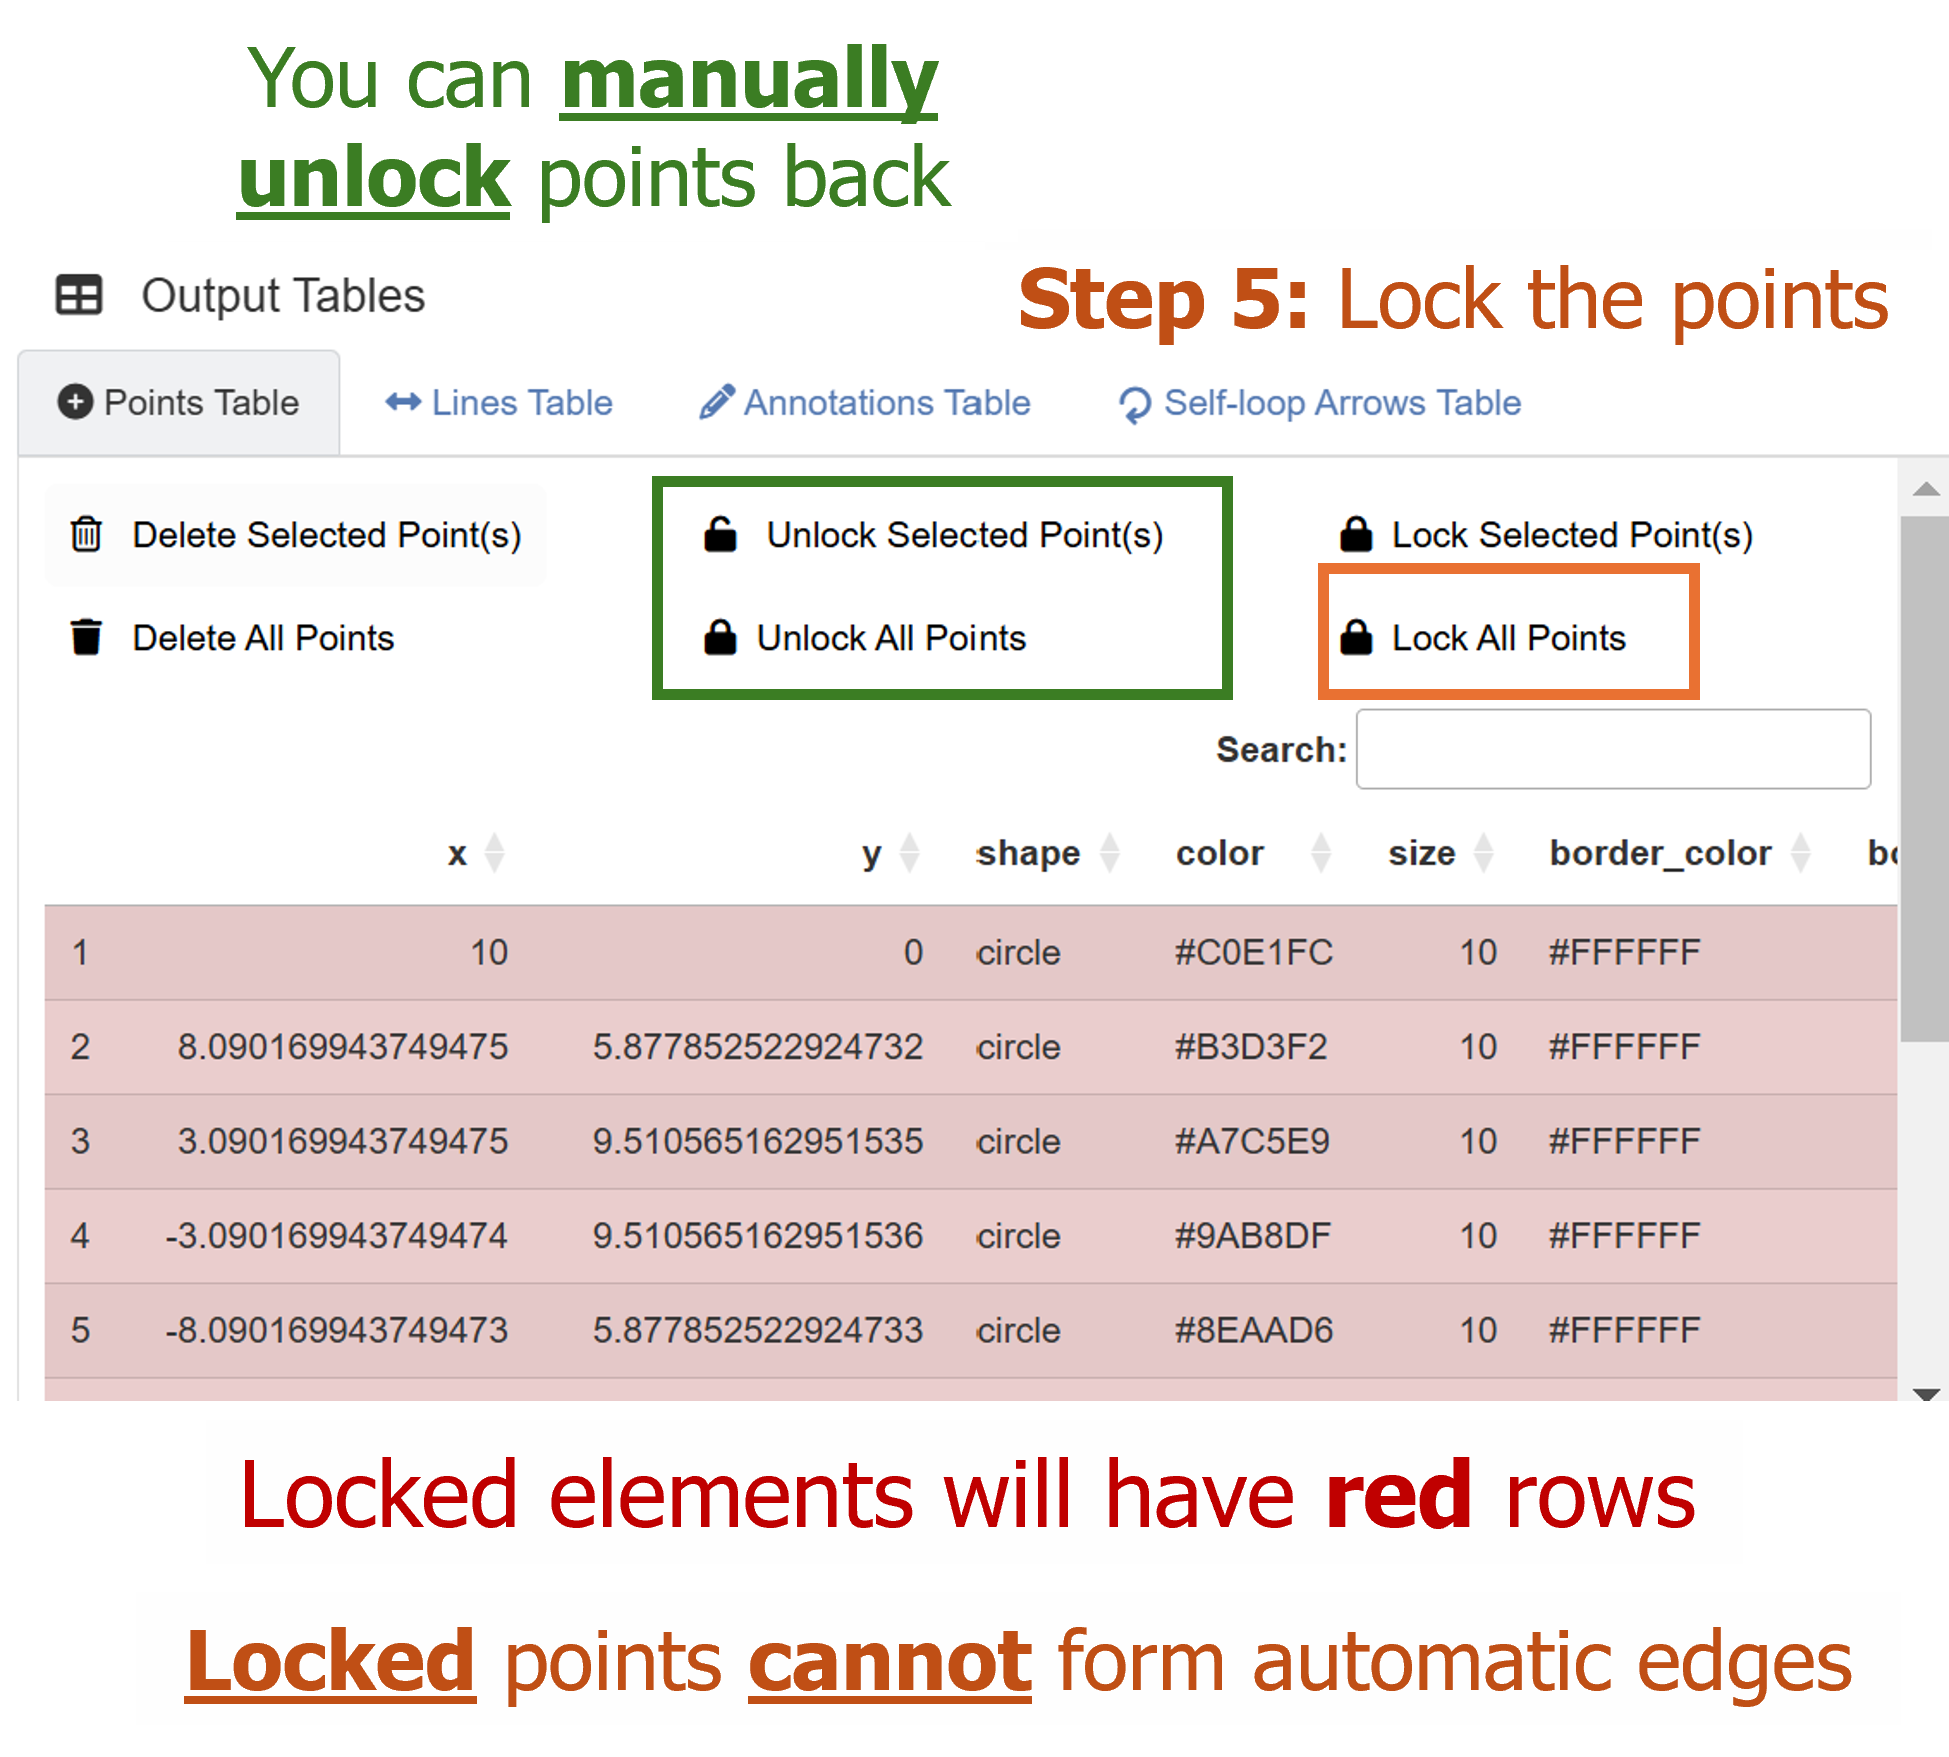 You can manually
unlock points back
Output Tables
Step 5: Lock the points
Points Table Lines Table Annotations Table Self-loop Arrows Table
Delete Selected Point(s) Unlock Selected Point(s) Lock Selected Point(s)
Delete All Points Unlock All Points Lock All Points
Search:
x y shape color size border_color
1 10 0 circle #C0E1FC 10 #FFFFFF
2 8.090169943749475 5.877852522924732 circle #B3D3F2 10 #FFFFFF
3 3.090169943749475 9.510565162951535 circle #A7C5E9 10 #FFFFFF
4 -3.090169943749474 9.510565162951536 circle #9AB8DF 10 #FFFFFF
5 -8.090169943749473 5.877852522924733 circle #8EAAD6 10 #FFFFFF
Locked elements will have red rows
Locked points cannot form automatic edges